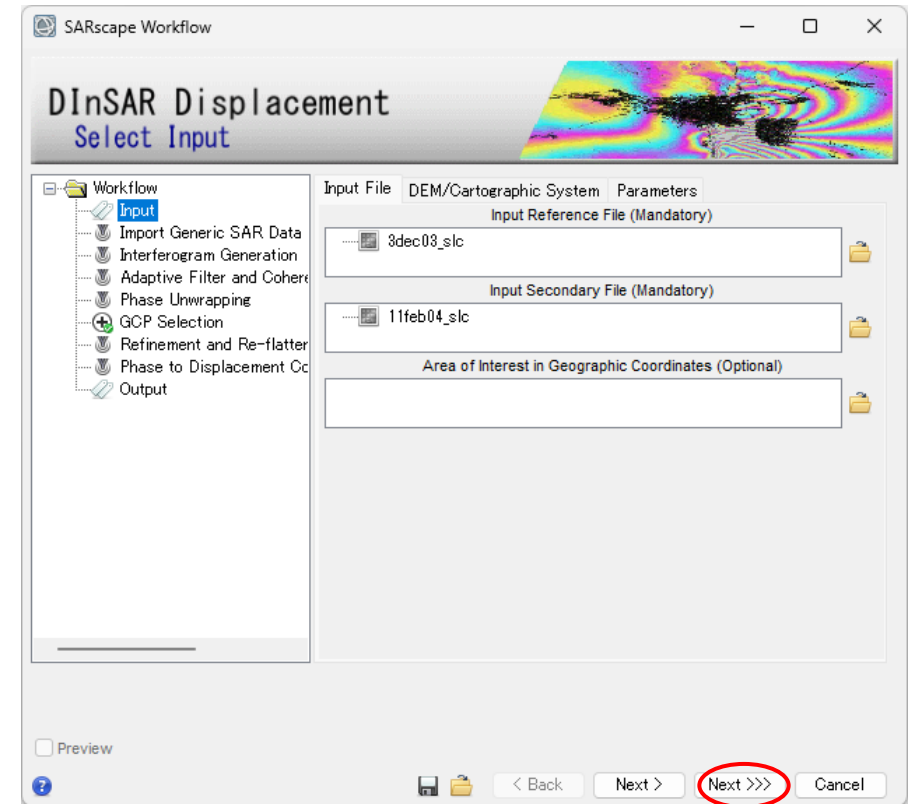 SARscape Workflow
DInSAR Displacement
Select Input
Workflow
Input
Import Generic SAR Data
Interferogram Generation
Adaptive Filter and Cohere
Phase Unwrapping
GCP Selection
Refinement and Re-flatter
Phase to Displacement Cc
Output
Input File DEM/Cartographic System Parameters
Input Reference File (Mandatory)
3dec03_slc
Input Secondary File (Mandatory)
11feb04_slc
Area of Interest in Geographic Coordinates (Optional)
Preview
< Back Next > Next >>> Cancel